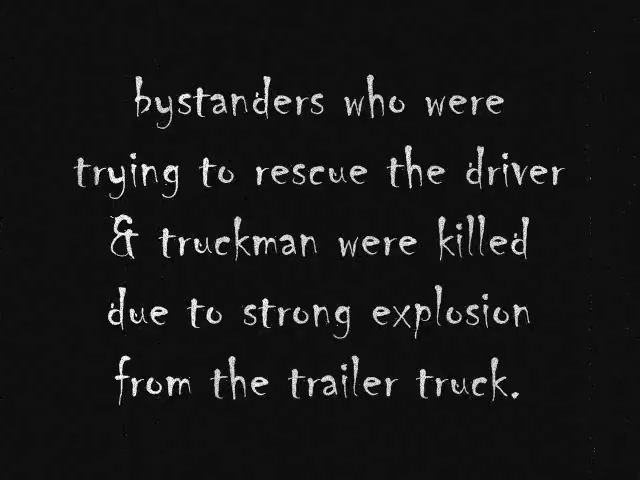 bystanders who were
trying to rescue the driver
& truckman were killed
due to strong explosion
from the trailer truck.